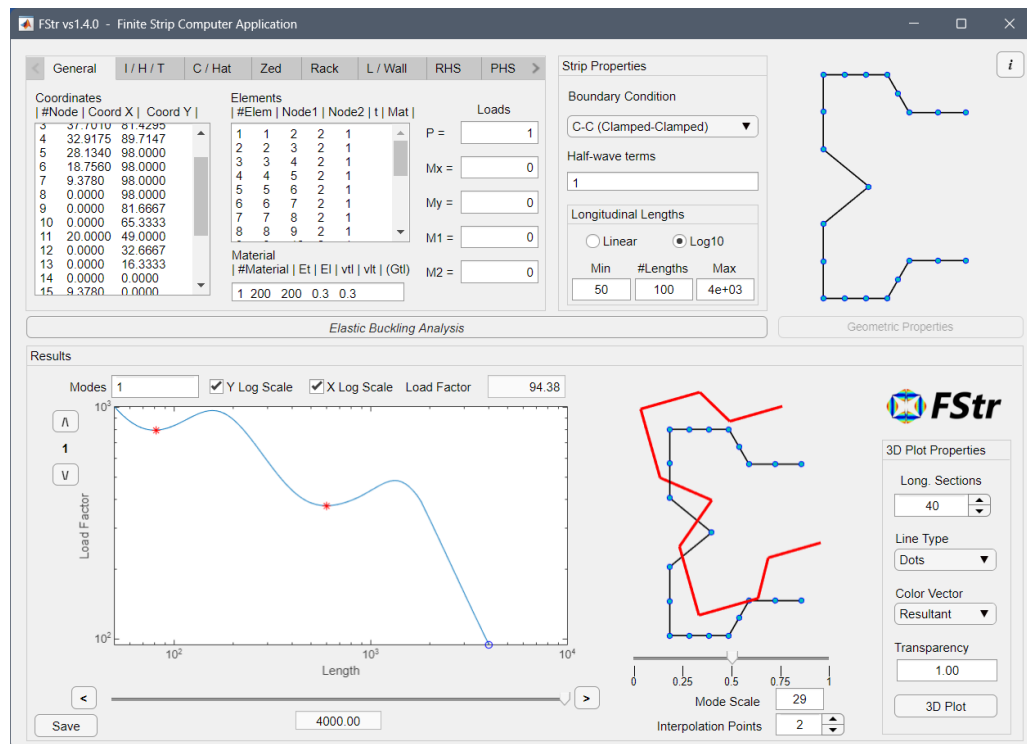 FStr vs1.4.0 - Finite Strip Computer Application
General I / H / T C / Hat Zed Rack L / Wall RHS PHS
Coordinates
|#Node | Coord X | Coord Y |
3 37.7010 81.4295
4 32.9175 89.7147
5 28.1340 98.0000
6 18.7560 98.0000
7 9.3780 98.0000
8 0.0000 98.0000
9 0.0000 81.6667
10 0.0000 65.3333
11 20.0000 49.0000
12 0.0000 32.6667
13 0.0000 16.3333
14 0.0000 0.0000
15 9.3780 0.0000
Elements
| #Elem | Node1 | Node2 | t | Mat |
1 1 2 2 1
2 2 3 2 1
3 3 4 2 1
4 4 5 2 1
5 5 6 2 1
6 6 7 2 1
7 7 8 2 1
8 8 9 2 1
Material
| #Material | Et | El | vtl | vlt | (Gtl)
1 200 200 0.3 0.3
Loads
P = 1
Mx = 0
My = 0
M1 = 0
M2 = 0
Strip Properties
Boundary Condition
C-C (Clamped-Clamped)
Half-wave terms
1
Longitudinal Lengths
Linear Log10
Min #Lengths Max
50 100 4e+03
i
Elastic Buckling Analysis
Geometric Properties
Results
Modes 1 Y Log Scale X Log Scale Load Factor 94.38
/\
1
\/
10³
10²
Load Factor
10² 10³ 10⁴
Length
< >
Save
4000.00
0 0.25 0.5 0.75 1
Mode Scale 29
Interpolation Points 2
FStr
3D Plot Properties
Long. Sections
40
Line Type
Dots
Color Vector
Resultant
Transparency
1.00
3D Plot